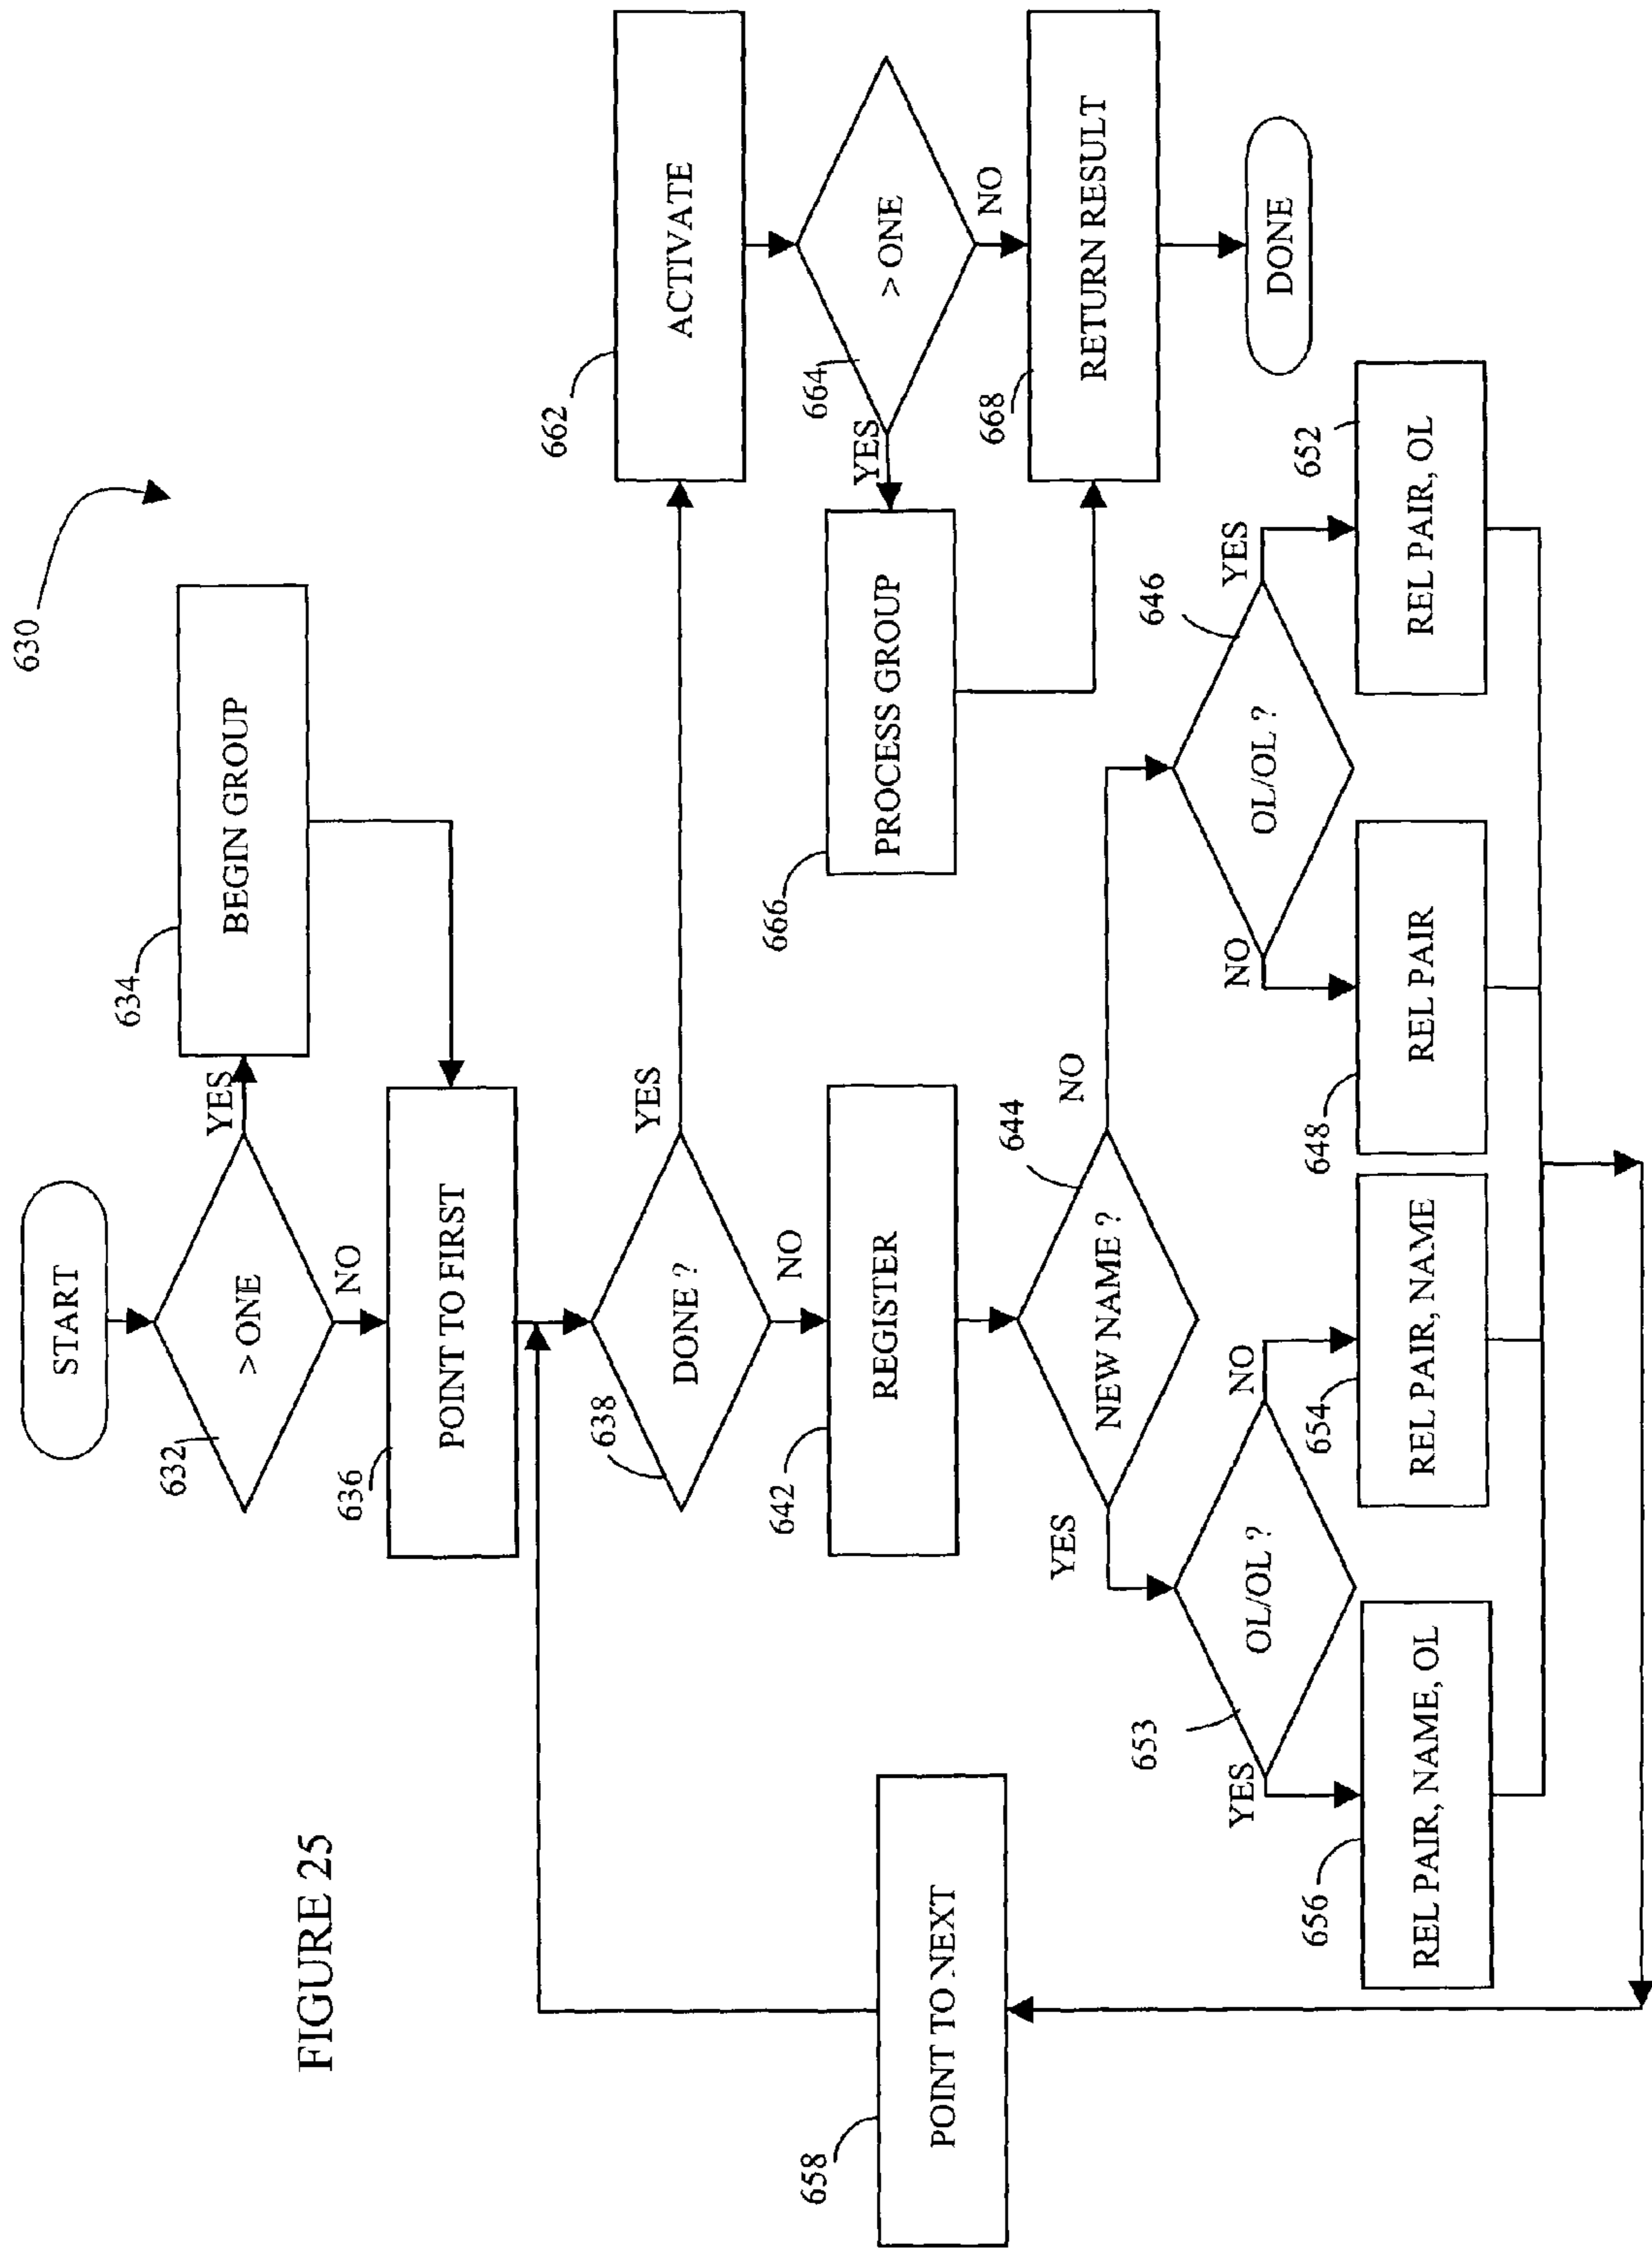 FIGURE 25
630
START
632
> ONE
YES
NO
634
BEGIN GROUP
636
POINT TO FIRST
638
DONE ?
YES
NO
642
REGISTER
644
NEW NAME ?
YES
NO
653
OL/OL ?
YES
NO
646
OL/OL ?
NO
YES
656
REL PAIR, NAME, OL
654
REL PAIR, NAME
648
REL PAIR
652
REL PAIR, OL
658
POINT TO NEXT
662
ACTIVATE
664
> ONE
YES
NO
666
PROCESS GROUP
668
RETURN RESULT
DONE